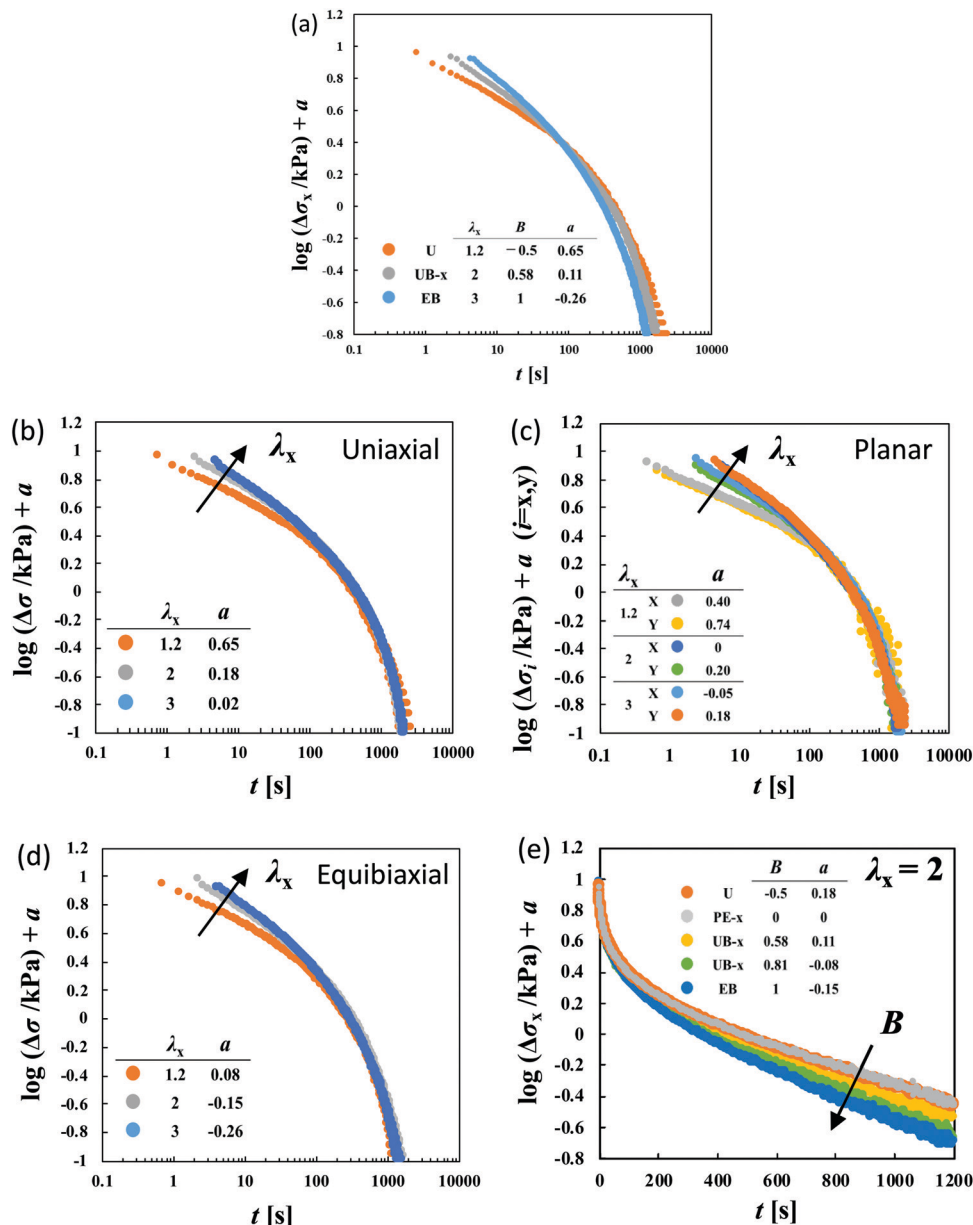 (a)
1.2
1
0.8
0.6
0.4
0.2
0
-0.2
-0.4
-0.6
-0.8
log (Δσx /kPa) + a
λx B a
U 1.2 −0.5 0.65
UB-x 2 0.58 0.11
EB 3 1 -0.26
0.1 1 10 100 1000 10000
t [s]
(b)
Uniaxial
λx
1.2
1
0.8
0.6
0.4
0.2
0
-0.2
-0.4
-0.6
-0.8
-1
log (Δσ /kPa) + a
λx a
1.2 0.65
2 0.18
3 0.02
0.1 1 10 100 1000 10000
t [s]
(c)
Planar
λx
1.2
1
0.8
0.6
0.4
0.2
0
-0.2
-0.4
-0.6
-0.8
-1
log (Δσi /kPa) + a (i=x,y)
λx a
1.2 X 0.40
Y 0.74
2 X 0
Y 0.20
3 X -0.05
Y 0.18
0.1 1 10 100 1000 10000
t [s]
(d)
Equibiaxial
λx
1.2
1
0.8
0.6
0.4
0.2
0
-0.2
-0.4
-0.6
-0.8
-1
log (Δσ /kPa) + a
λx a
1.2 0.08
2 -0.15
3 -0.26
0.1 1 10 100 1000 10000
t [s]
(e)
λx = 2
1.2
1
0.8
0.6
0.4
0.2
0
-0.2
-0.4
-0.6
-0.8
log (Δσx /kPa) + a
B a
U -0.5 0.18
PE-x 0 0
UB-x 0.58 0.11
UB-x 0.81 -0.08
EB 1 -0.15
B
0 200 400 600 800 1000 1200
t [s]